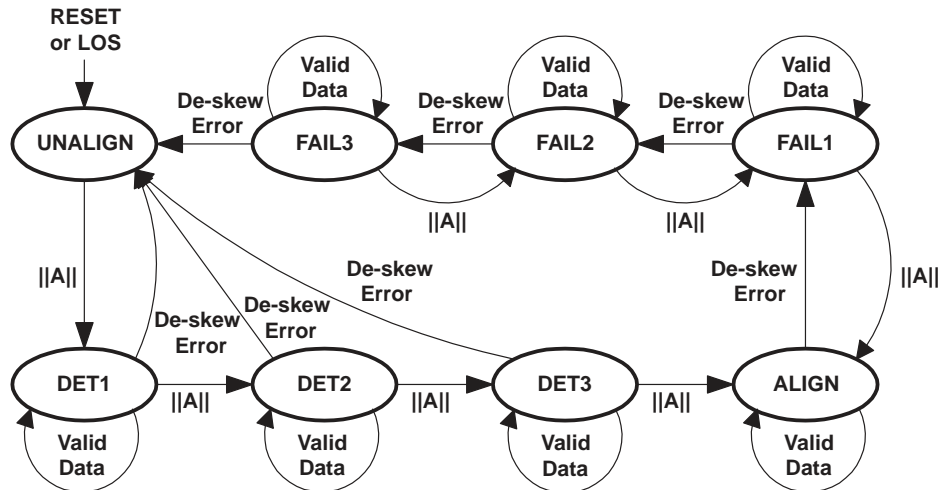 RESET
or LOS
Valid
Data
Valid
Data
Valid
Data
De-skew
Error
De-skew
Error
De-skew
Error
UNALIGN
FAIL3
FAIL2
FAIL1
||A||
||A||
||A||
De-skew
Error
De-skew
Error
||A||
De-skew
Error
De-skew
Error
DET1
||A||
DET2
||A||
DET3
||A||
ALIGN
Valid
Data
Valid
Data
Valid
Data
Valid
Data